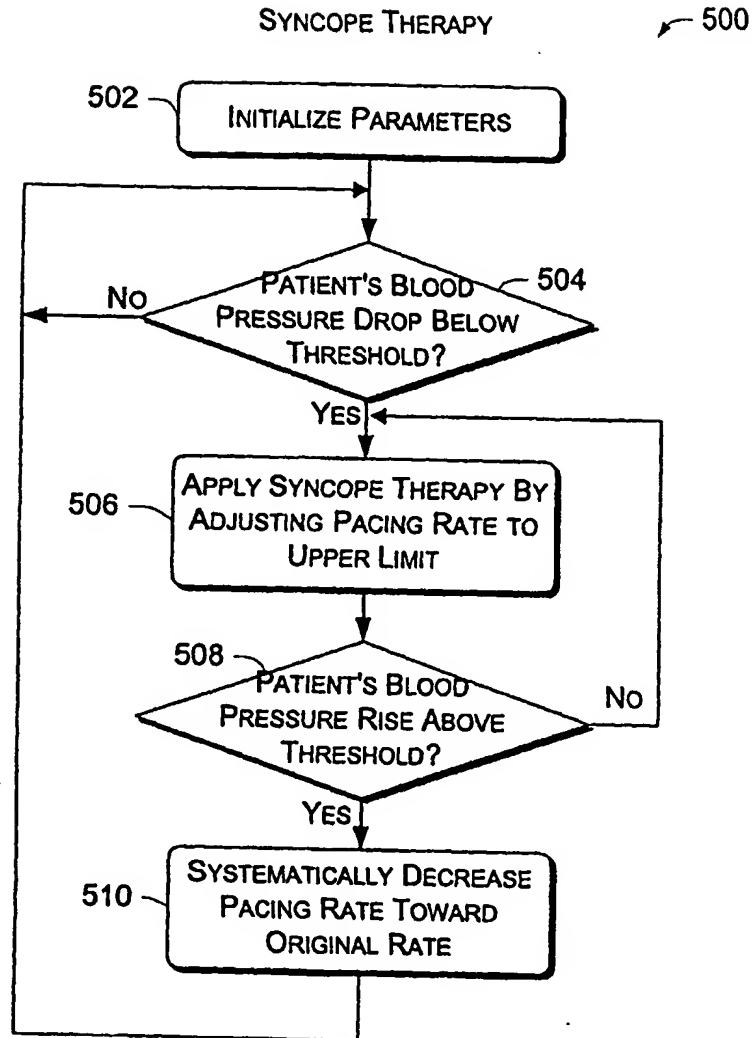 SYNCOPE THERAPY
500
502
INITIALIZE PARAMETERS
504
PATIENT'S BLOOD
PRESSURE DROP BELOW
THRESHOLD?
NO
YES
506
APPLY SYNCOPE THERAPY BY
ADJUSTING PACING RATE TO
UPPER LIMIT
508
PATIENT'S BLOOD
PRESSURE RISE ABOVE
THRESHOLD?
NO
YES
510
SYSTEMATICALLY DECREASE
PACING RATE TOWARD
ORIGINAL RATE